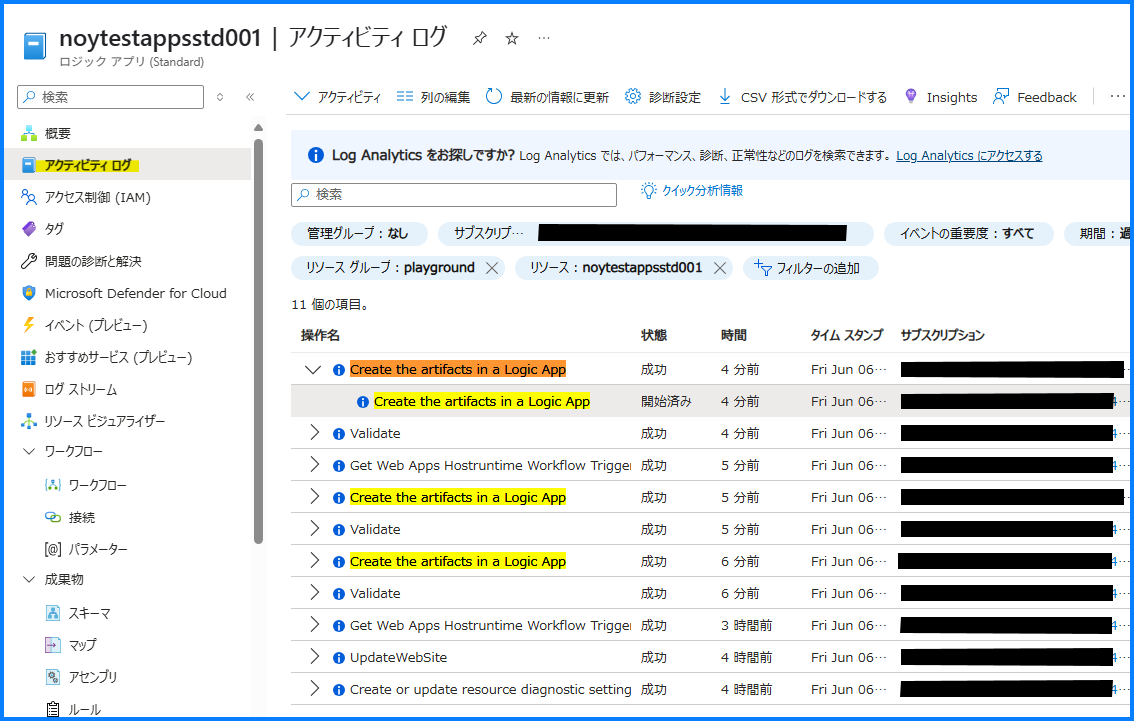 noytestappsstd001 | アクティビティ ログ ···
ロジック アプリ (Standard)
検索
アクティビティ 列の編集 最新の情報に更新 診断設定 CSV 形式でダウンロードする Insights Feedback ···
概要
アクティビティ ログ
アクセス制御 (IAM)
タグ
問題の診断と解決
Microsoft Defender for Cloud
イベント (プレビュー)
おすすめサービス (プレビュー)
ログ ストリーム
リソース ビジュアライザー
ワークフロー
ワークフロー
接続
パラメーター
成果物
スキーマ
マップ
アセンブリ
ルール
Log Analytics をお探しですか? Log Analytics では、パフォーマンス、診断、正常性などのログを検索できます。 Log Analytics にアクセスする
検索
クイック分析情報
管理グループ : なし サブスクリプ… イベントの重要度 : すべて 期間 : 過
リソース グループ : playground リソース : noytestappsstd001 フィルターの追加
11 個の項目。
操作名 状態 時間 タイム スタンプ サブスクリプション
Create the artifacts in a Logic App 成功 4 分前 Fri Jun 06…
Create the artifacts in a Logic App 開始済み 4 分前 Fri Jun 06…
Validate 成功 4 分前 Fri Jun 06…
Get Web Apps Hostruntime Workflow Trigger 成功 5 分前 Fri Jun 06…
Create the artifacts in a Logic App 成功 5 分前 Fri Jun 06…
Validate 成功 5 分前 Fri Jun 06…
Create the artifacts in a Logic App 成功 6 分前 Fri Jun 06…
Validate 成功 6 分前 Fri Jun 06…
Get Web Apps Hostruntime Workflow Trigger 成功 3 時間前 Fri Jun 06…
UpdateWebSite 成功 4 時間前 Fri Jun 06…
Create or update resource diagnostic setting 成功 4 時間前 Fri Jun 06…